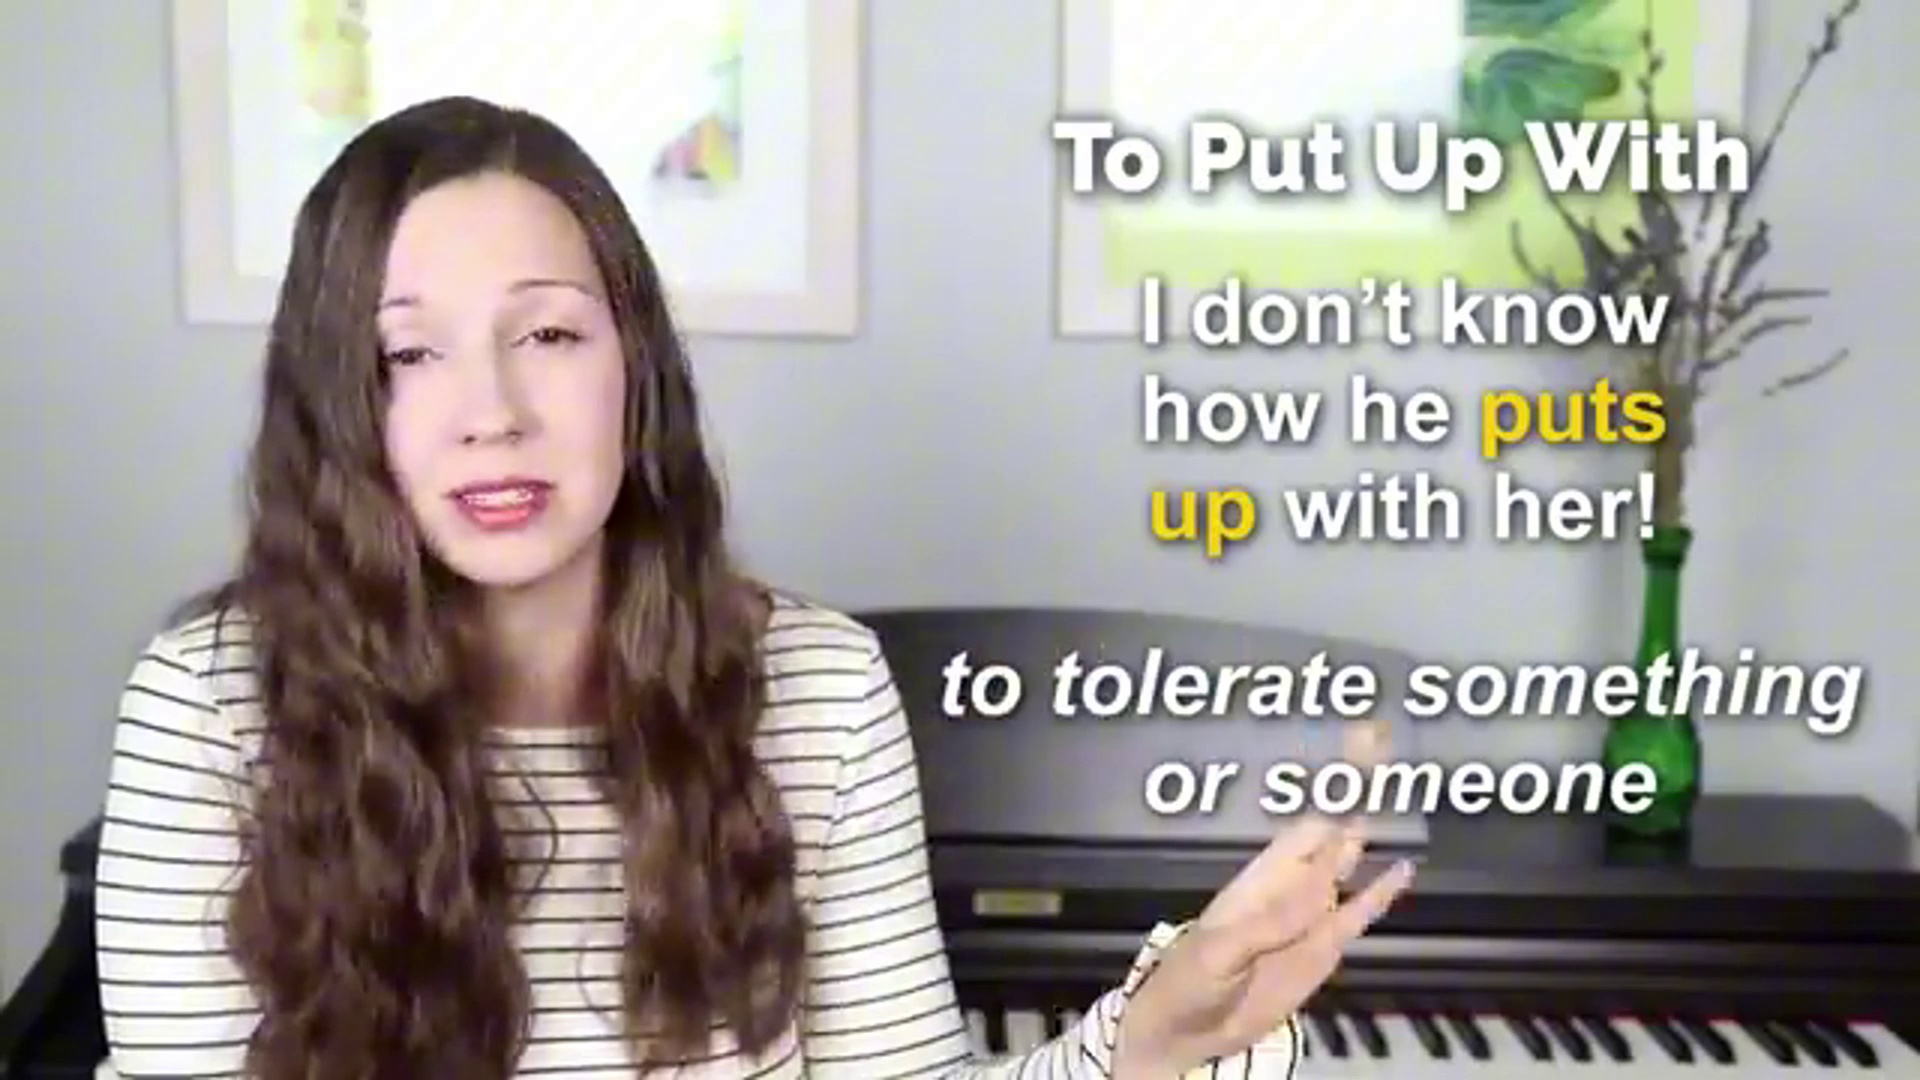 To Put Up With
I don’t know
how he puts
up with her!
to tolerate something
or someone